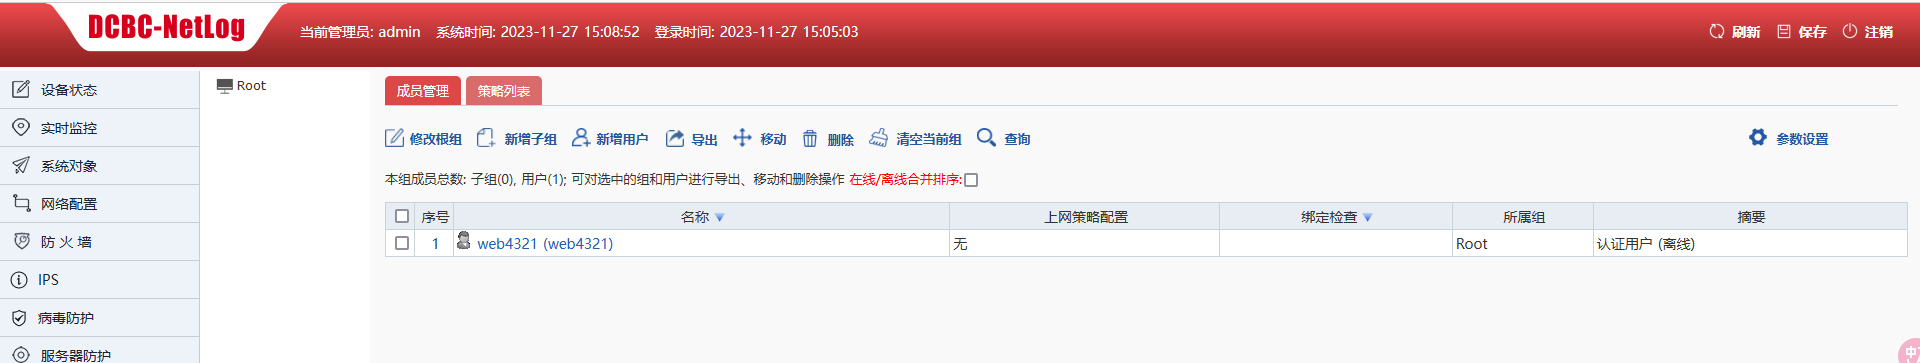 DCBC-NetLog
当前管理员: admin 系统时间: 2023-11-27 15:08:52 登录时间: 2023-11-27 15:05:03
刷新 保存 注销
设备状态
实时监控
系统对象
网络配置
防 火 墙
IPS
病毒防护
服务器防护
Root
成员管理 策略列表
修改根组 新增子组 新增用户 导出 移动 删除 清空当前组 查询 参数设置
本组成员总数: 子组(0), 用户(1); 可对选中的组和用户进行导出、移动和删除操作 在线/离线合并排序:
序号 名称 上网策略配置 绑定检查 所属组 摘要
1 web4321 (web4321) 无 Root 认证用户 (离线)
中